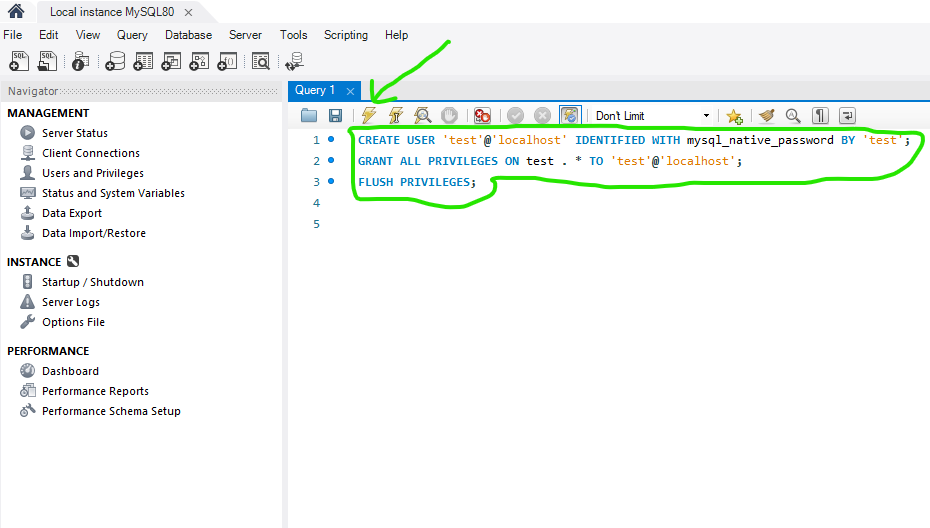 Local instance MySQL80
File Edit View Query Database Server Tools Scripting Help
Navigator
MANAGEMENT
Server Status
Client Connections
Users and Privileges
Status and System Variables
Data Export
Data Import/Restore
INSTANCE
Startup / Shutdown
Server Logs
Options File
PERFORMANCE
Dashboard
Performance Reports
Performance Schema Setup
Query 1
Don't Limit
1 CREATE USER 'test'@'localhost' IDENTIFIED WITH mysql_native_password BY 'test';
2 GRANT ALL PRIVILEGES ON test . * TO 'test'@'localhost';
3 FLUSH PRIVILEGES;
4
5